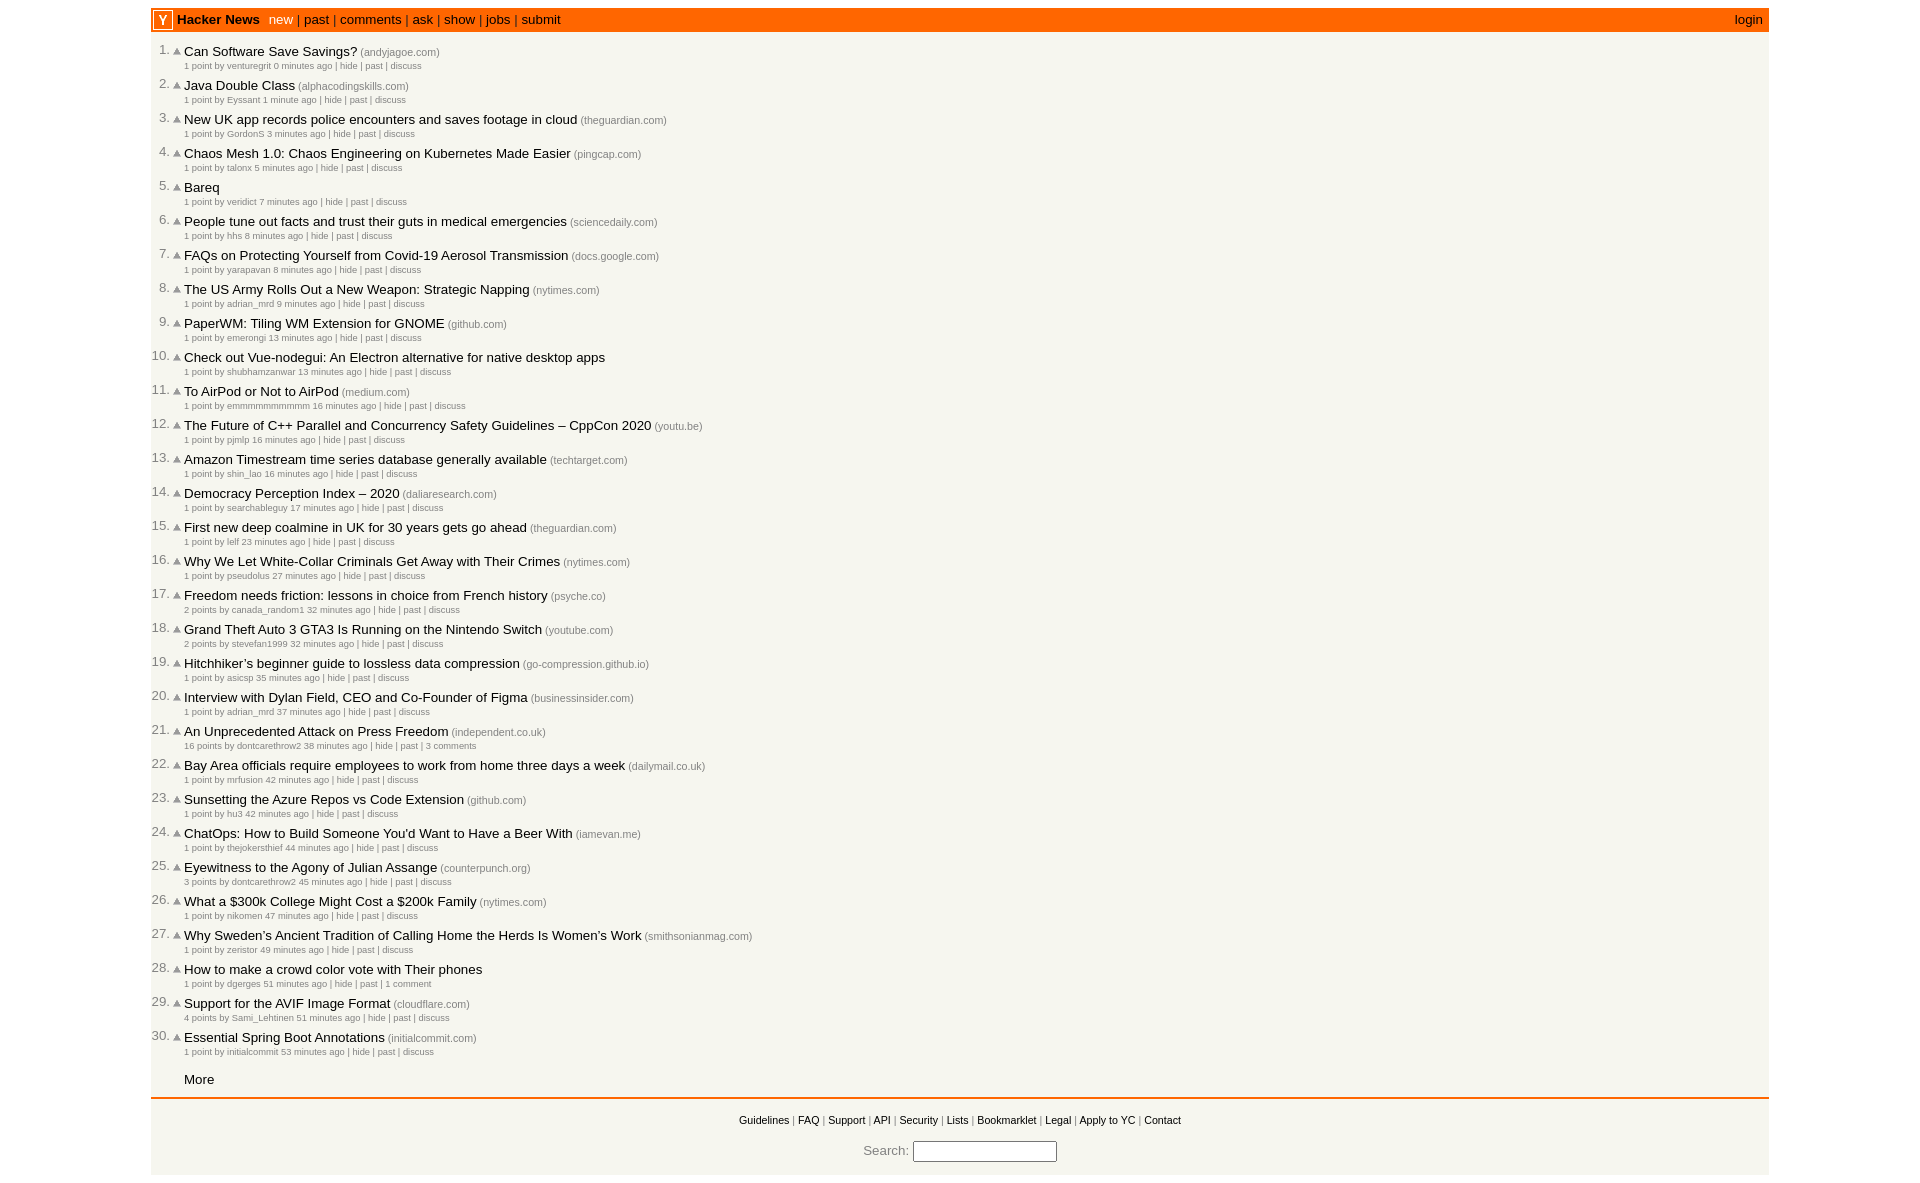 Y Hacker News new | past | comments | ask | show | jobs | submit login
1. Can Software Save Savings? (andyjagoe.com)
1 point by venturegrit 0 minutes ago | hide | past | discuss
2. Java Double Class (alphacodingskills.com)
1 point by Eyssant 1 minute ago | hide | past | discuss
3. New UK app records police encounters and saves footage in cloud (theguardian.com)
1 point by GordonS 3 minutes ago | hide | past | discuss
4. Chaos Mesh 1.0: Chaos Engineering on Kubernetes Made Easier (pingcap.com)
1 point by talonx 5 minutes ago | hide | past | discuss
5. Bareq
1 point by veridict 7 minutes ago | hide | past | discuss
6. People tune out facts and trust their guts in medical emergencies (sciencedaily.com)
1 point by hhs 8 minutes ago | hide | past | discuss
7. FAQs on Protecting Yourself from Covid-19 Aerosol Transmission (docs.google.com)
1 point by yarapavan 8 minutes ago | hide | past | discuss
8. The US Army Rolls Out a New Weapon: Strategic Napping (nytimes.com)
1 point by adrian_mrd 9 minutes ago | hide | past | discuss
9. PaperWM: Tiling WM Extension for GNOME (github.com)
1 point by emerongi 13 minutes ago | hide | past | discuss
10. Check out Vue-nodegui: An Electron alternative for native desktop apps
1 point by shubhamzanwar 13 minutes ago | hide | past | discuss
11. To AirPod or Not to AirPod (medium.com)
1 point by emmmmmmmmmm 16 minutes ago | hide | past | discuss
12. The Future of C++ Parallel and Concurrency Safety Guidelines – CppCon 2020 (youtu.be)
1 point by pjmlp 16 minutes ago | hide | past | discuss
13. Amazon Timestream time series database generally available (techtarget.com)
1 point by shin_lao 16 minutes ago | hide | past | discuss
14. Democracy Perception Index – 2020 (daliaresearch.com)
1 point by searchableguy 17 minutes ago | hide | past | discuss
15. First new deep coalmine in UK for 30 years gets go ahead (theguardian.com)
1 point by lelf 23 minutes ago | hide | past | discuss
16. Why We Let White-Collar Criminals Get Away with Their Crimes (nytimes.com)
1 point by pseudolus 27 minutes ago | hide | past | discuss
17. Freedom needs friction: lessons in choice from French history (psyche.co)
2 points by canada_random1 32 minutes ago | hide | past | discuss
18. Grand Theft Auto 3 GTA3 Is Running on the Nintendo Switch (youtube.com)
2 points by stevefan1999 32 minutes ago | hide | past | discuss
19. Hitchhiker’s beginner guide to lossless data compression (go-compression.github.io)
1 point by asicsp 35 minutes ago | hide | past | discuss
20. Interview with Dylan Field, CEO and Co-Founder of Figma (businessinsider.com)
1 point by adrian_mrd 37 minutes ago | hide | past | discuss
21. An Unprecedented Attack on Press Freedom (independent.co.uk)
16 points by dontcarethrow2 38 minutes ago | hide | past | 3 comments
22. Bay Area officials require employees to work from home three days a week (dailymail.co.uk)
1 point by mrfusion 42 minutes ago | hide | past | discuss
23. Sunsetting the Azure Repos vs Code Extension (github.com)
1 point by hu3 42 minutes ago | hide | past | discuss
24. ChatOps: How to Build Someone You'd Want to Have a Beer With (iamevan.me)
1 point by thejokersthief 44 minutes ago | hide | past | discuss
25. Eyewitness to the Agony of Julian Assange (counterpunch.org)
3 points by dontcarethrow2 45 minutes ago | hide | past | discuss
26. What a $300k College Might Cost a $200k Family (nytimes.com)
1 point by nikomen 47 minutes ago | hide | past | discuss
27. Why Sweden’s Ancient Tradition of Calling Home the Herds Is Women’s Work (smithsonianmag.com)
1 point by zeristor 49 minutes ago | hide | past | discuss
28. How to make a crowd color vote with Their phones
1 point by dgerges 51 minutes ago | hide | past | 1 comment
29. Support for the AVIF Image Format (cloudflare.com)
4 points by Sami_Lehtinen 51 minutes ago | hide | past | discuss
30. Essential Spring Boot Annotations (initialcommit.com)
1 point by initialcommit 53 minutes ago | hide | past | discuss
More
Guidelines | FAQ | Support | API | Security | Lists | Bookmarklet | Legal | Apply to YC | Contact
Search: